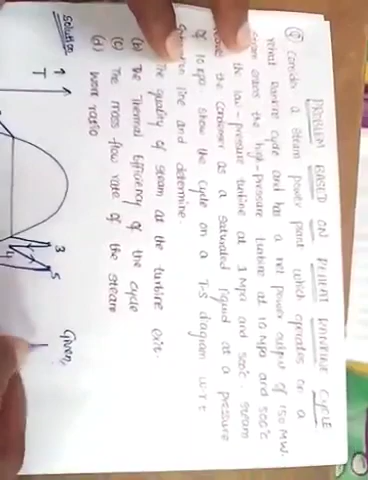 PROBLEM BASED ON REHEAT RANKINE CYCLE
Q) Consider a steam power plant which operates on a
reheat Rankine cycle and has a net power output of 150 MW.
steam enters the high-pressure turbine at 10 MPa and 500°C
the low-pressure turbine at 1 MPa and 500°C. steam
the condenser as a saturated liquid at a pressure
of 10 kpa. show the cycle on a T-S diagram w.r.t
line and determine.
The quality of steam at the turbine exit.
(b) The Thermal Efficiency of the cycle
(c) The mass flow rate of the steam
(d) work ratio
Solution
Given,
T
3
5
4